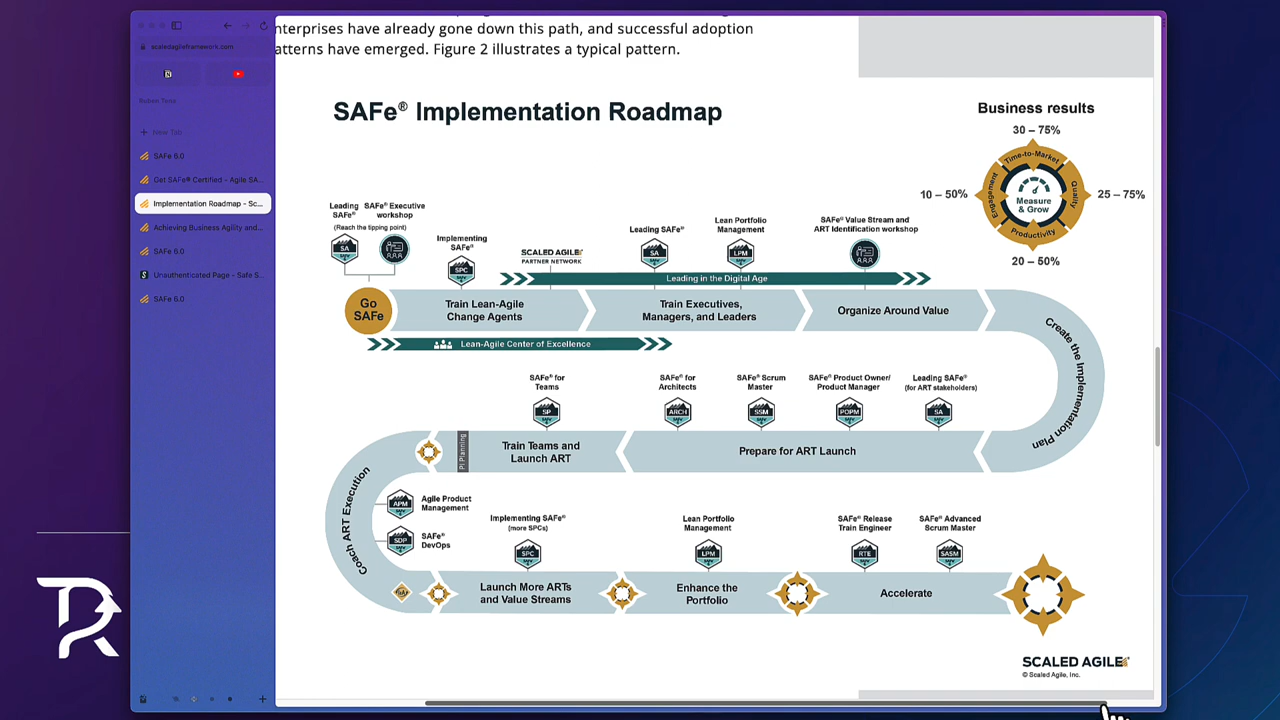 scaledagileframework.com
Ruben Tenx
New Tab
SAFe 6.0
Get SAFe® Certified - Agile SA...
Implementation Roadmap - Sc...
Achieving Business Agility and...
SAFe 6.0
Unauthenticated Page - Safe S...
SAFe 6.0
nterprises have already gone down this path, and successful adoption
atterns have emerged. Figure 2 illustrates a typical pattern.
SAFe® Implementation Roadmap
Business results
30 – 75%
10 – 50%
25 – 75%
20 – 50%
Time-to-Market
Engagement
Quality
Productivity
Measure
& Grow
Leading
SAFe®
(Reach the tipping point)
SA
SAFe® Executive
workshop
Implementing
SAFe®
SPC
SCALED AGILE
PARTNER NETWORK
Leading SAFe®
SA
Lean Portfolio
Management
LPM
SAFe® Value Stream and
ART Identification workshop
Leading in the Digital Age
Go
SAFe
Train Lean-Agile
Change Agents
Train Executives,
Managers, and Leaders
Organize Around Value
Create the Implementation Plan
Lean-Agile Center of Excellence
SAFe® for
Teams
SP
SAFe® for
Architects
ARCH
SAFe® Scrum
Master
SSM
SAFe® Product Owner/
Product Manager
POPM
Leading SAFe®
(for ART stakeholders)
SA
PI Planning
Train Teams and
Launch ART
Prepare for ART Launch
Coach ART Execution
APM
Agile Product
Management
SDP
SAFe®
DevOps
Implementing SAFe®
(more SPCs)
SPC
Lean Portfolio
Management
LPM
SAFe® Release
Train Engineer
RTE
SAFe® Advanced
Scrum Master
SASM
Launch More ARTs
and Value Streams
Enhance the
Portfolio
Accelerate
SCALED AGILE
© Scaled Agile, Inc.